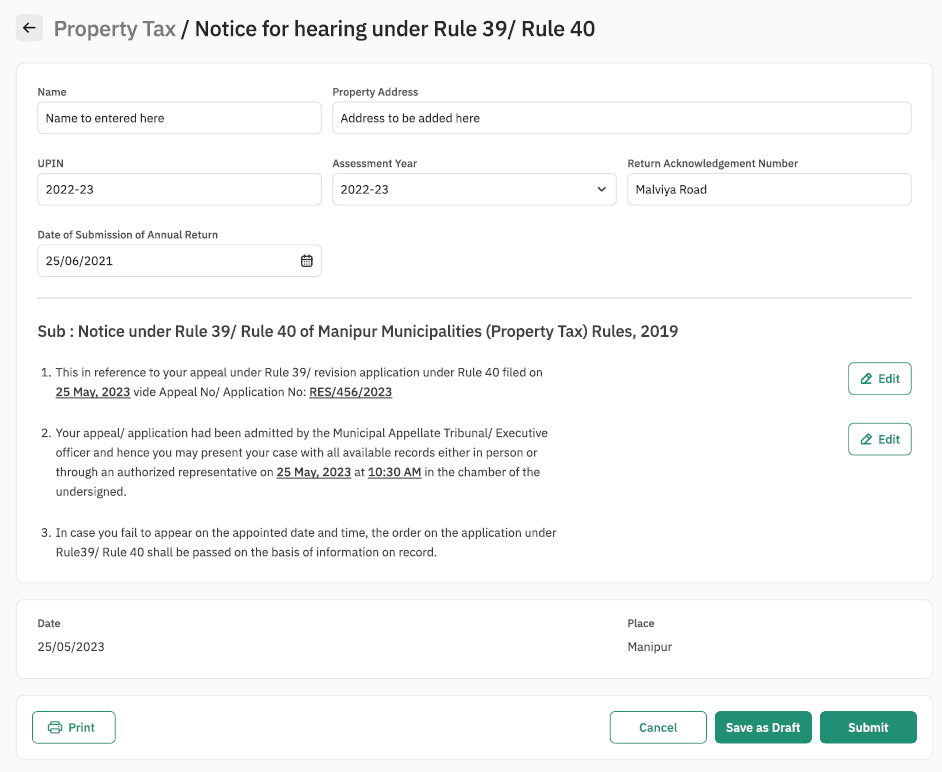 Property Tax / Notice for hearing under Rule 39/ Rule 40
Name
Property Address
Name to entered here
Address to be added here
UPIN
Assessment Year
Return Acknowledgement Number
2022-23
2022-23
Malviya Road
Date of Submission of Annual Return
25/06/2021
Sub : Notice under Rule 39/ Rule 40 of Manipur Municipalities (Property Tax) Rules, 2019
1. This in reference to your appeal under Rule 39/ revision application under Rule 40 filed on
25 May, 2023 vide Appeal No/ Application No: RES/456/2023
Edit
2. Your appeal/ application had been admitted by the Municipal Appellate Tribunal/ Executive
officer and hence you may present your case with all available records either in person or
through an authorized representative on 25 May, 2023 at 10:30 AM in the chamber of the
undersigned.
Edit
3. In case you fail to appear on the appointed date and time, the order on the application under
Rule39/ Rule 40 shall be passed on the basis of information on record.
Date
Place
25/05/2023
Manipur
Print
Cancel
Save as Draft
Submit